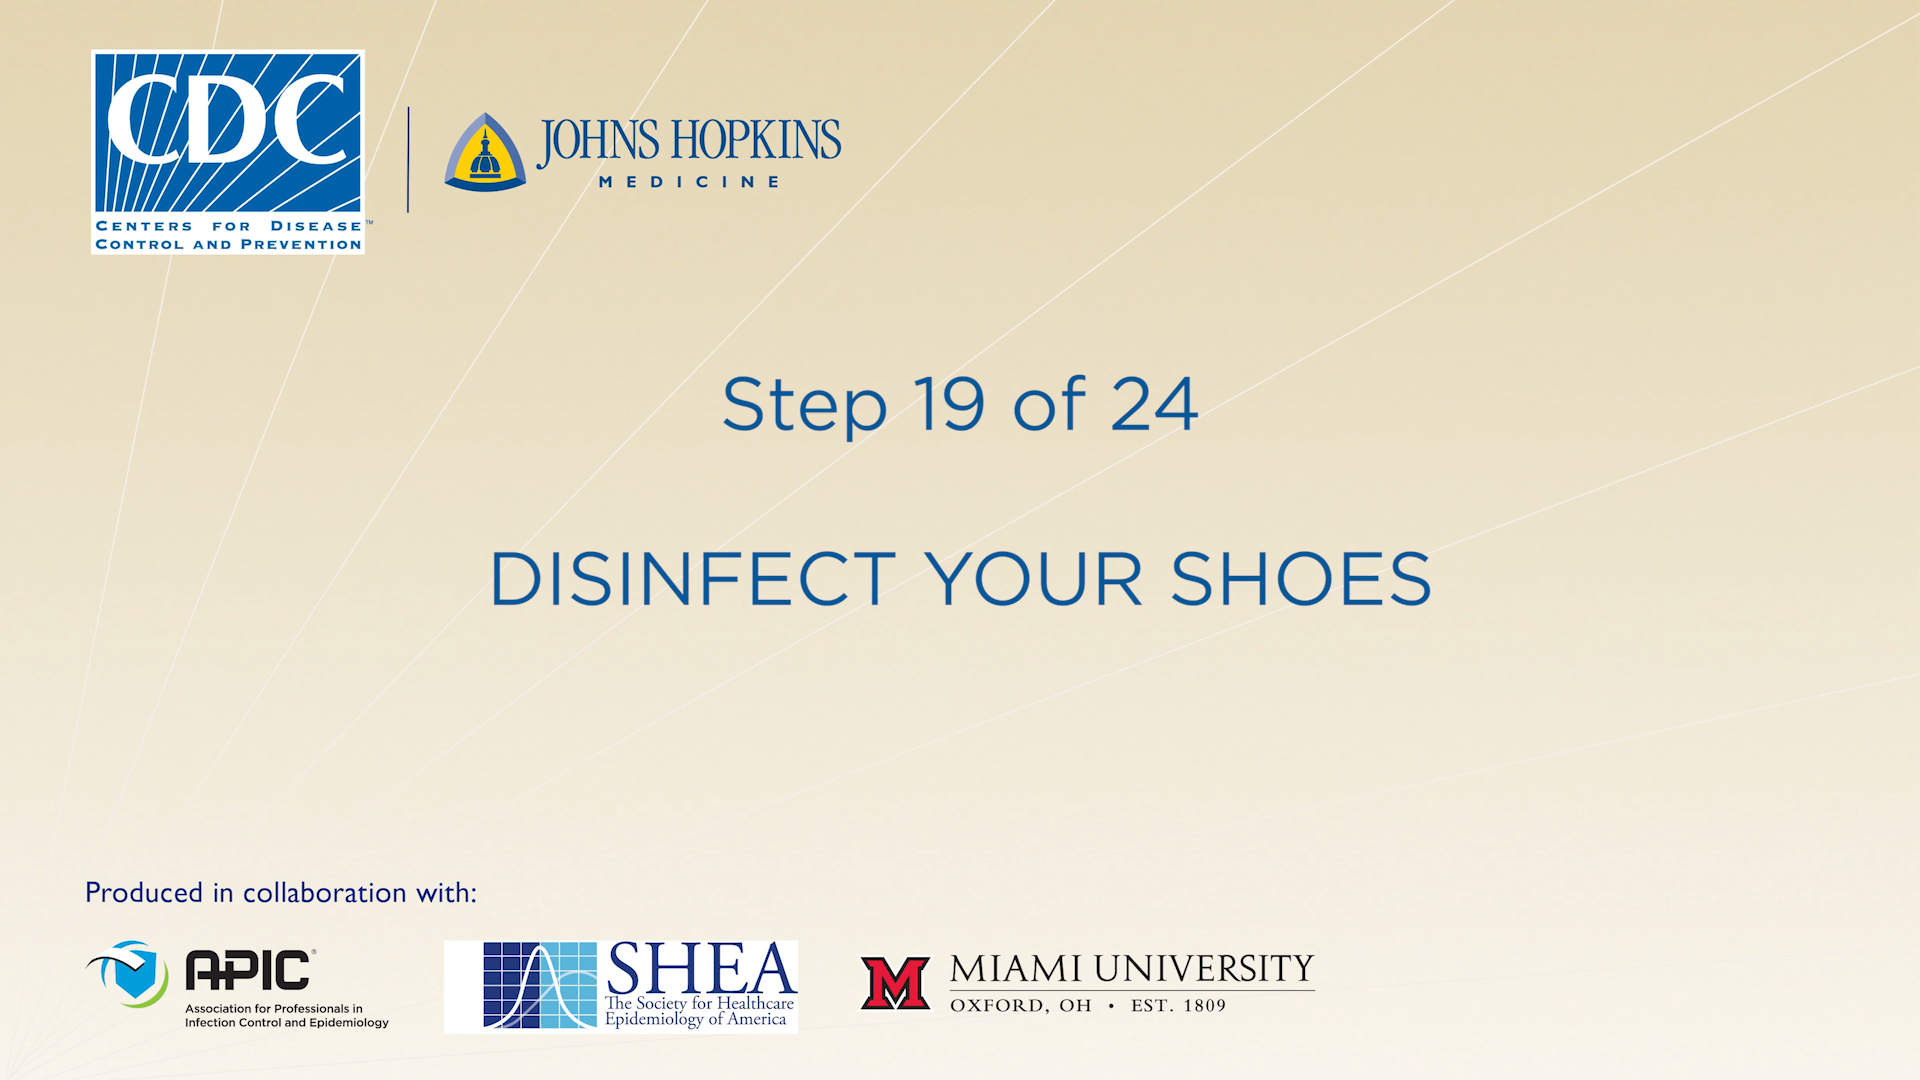 CDC
CENTERS FOR DISEASE™
CONTROL AND PREVENTION
JOHNS HOPKINS
MEDICINE
Step 19 of 24
DISINFECT YOUR SHOES
Produced in collaboration with:
APIC®
Association for Professionals in
Infection Control and Epidemiology
SHEA
The Society for Healthcare
Epidemiology of America
M
MIAMI UNIVERSITY
OXFORD, OH • EST. 1809